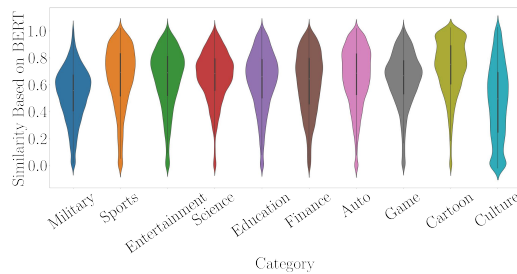 Similarity Based on BERT
1.0
0.8
0.6
0.4
0.2
0.0
Military
Sports
Entertainment
Science
Education
Finance
Auto
Game
Cartoon
Culture
Category